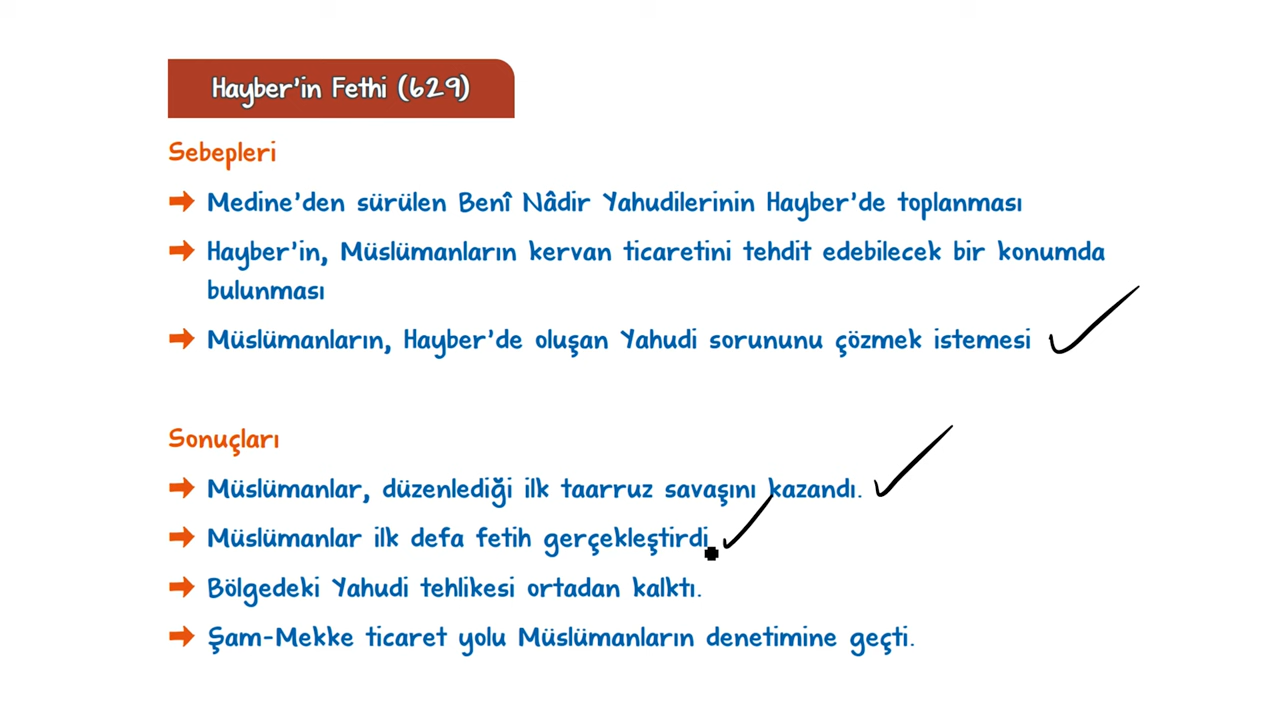 Hayber'in Fethi (629)
Sebepleri
Medine'den sürülen Benî Nâdir Yahudilerinin Hayber'de toplanması
Hayber'in, Müslümanların kervan ticaretini tehdit edebilecek bir konumda
bulunması
Müslümanların, Hayber'de oluşan Yahudi sorununu çözmek istemesi
Sonuçları
Müslümanlar, düzenlediği ilk taarruz savaşını kazandı.
Müslümanlar ilk defa fetih gerçekleştirdi.
Bölgedeki Yahudi tehlikesi ortadan kalktı.
Şam-Mekke ticaret yolu Müslümanların denetimine geçti.